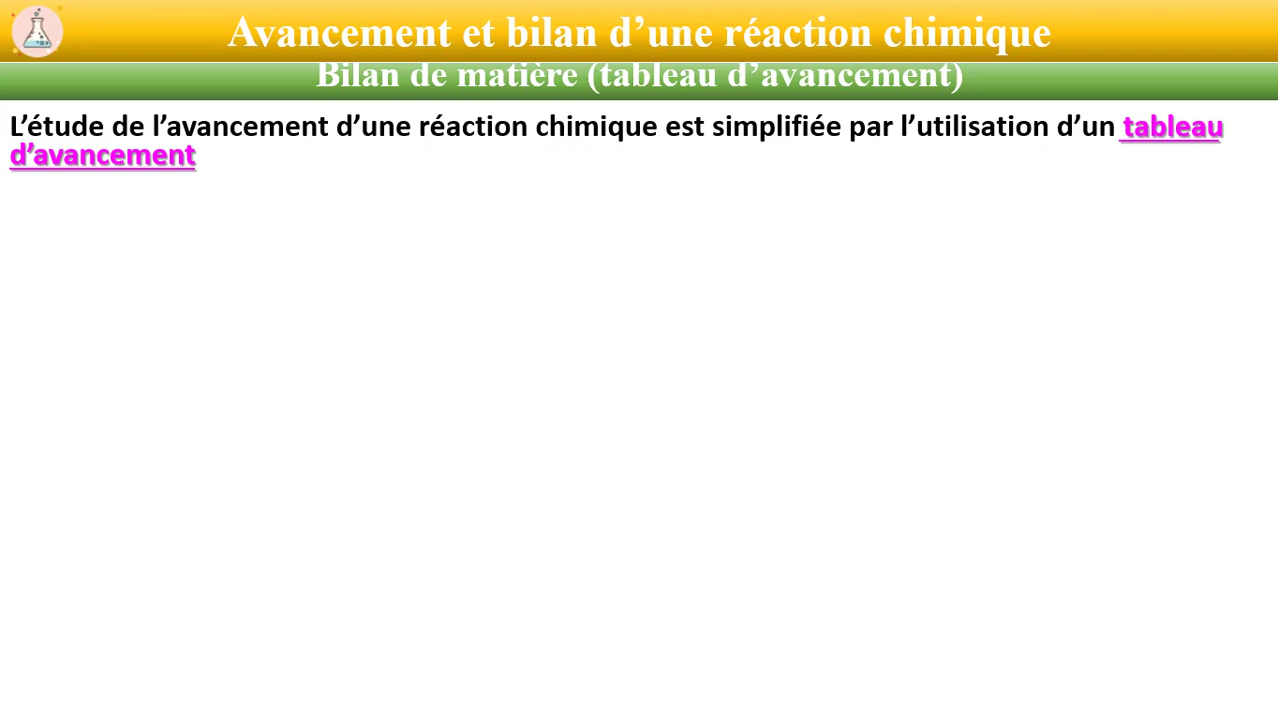 Avancement et bilan d’une réaction chimique
Bilan de matière (tableau d’avancement)
L’étude de l’avancement d’une réaction chimique est simplifiée par l’utilisation d’un tableau
d’avancement